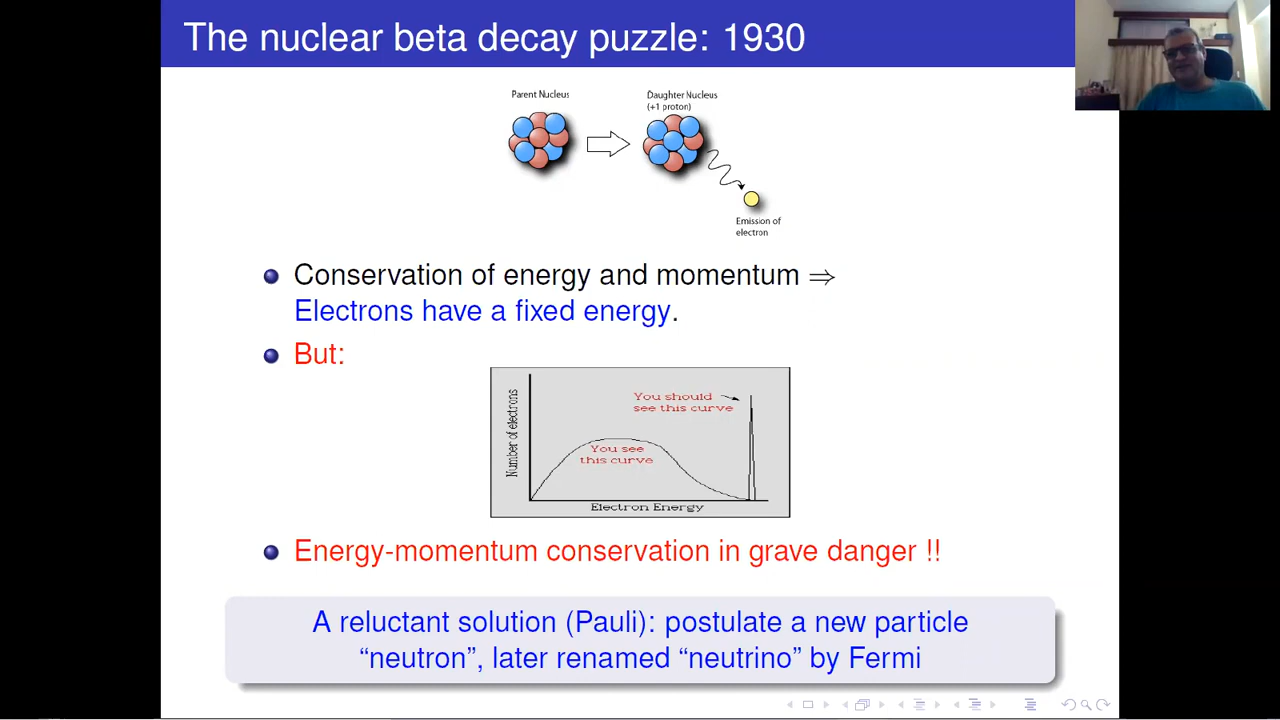 The nuclear beta decay puzzle: 1930
Parent Nucleus
Daughter Nucleus
(+1 proton)
Emission of
electron
Conservation of energy and momentum ⇒
Electrons have a fixed energy.
But:
Number of electrons
You should
see this curve
You see
this curve
Electron Energy
Energy-momentum conservation in grave danger !!
A reluctant solution (Pauli): postulate a new particle
“neutron”, later renamed “neutrino” by Fermi